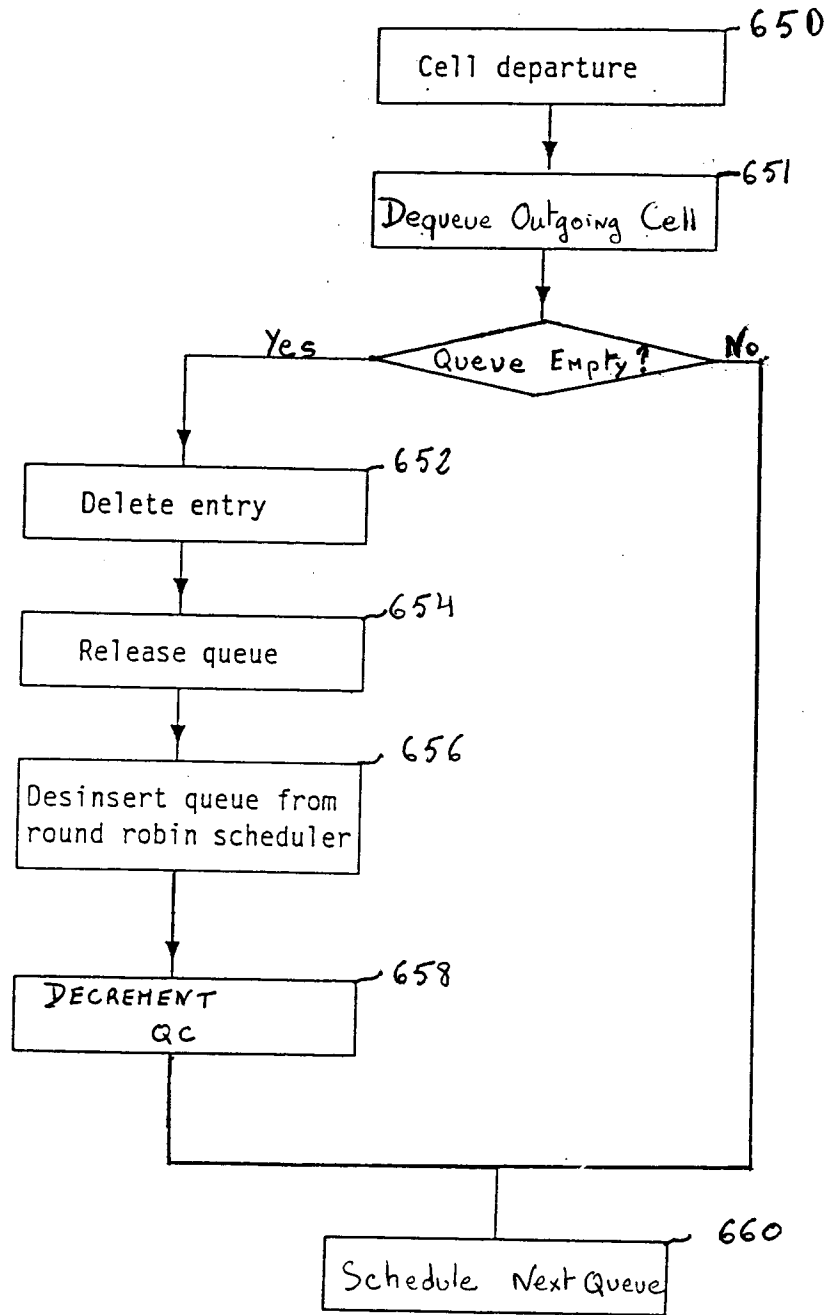 650
Cell departure
651
Dequeue Outgoing Cell
Queue Empty?
Yes
No
652
Delete entry
654
Release queue
656
Desinsert queue from
round robin scheduler
658
DECREMENT
QC
660
Schedule Next Queue